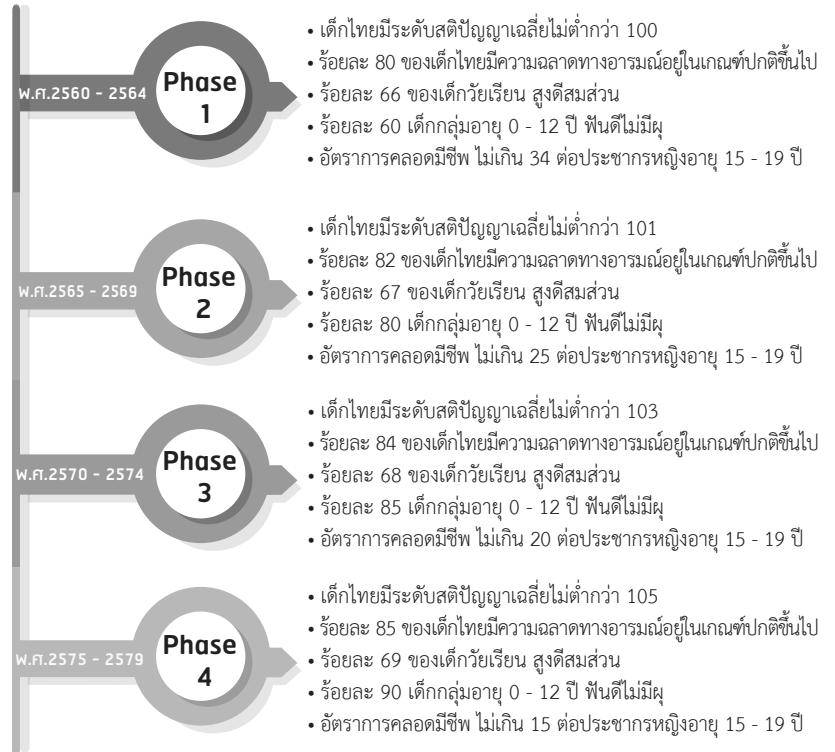 พ.ศ.2560 - 2564
Phase
1
• เด็กไทยมีระดับสติปัญญาเฉลี่ยไม่ต่ำกว่า 100
• ร้อยละ 80 ของเด็กไทยมีความฉลาดทางอารมณ์อยู่ในเกณฑ์ปกติขึ้นไป
• ร้อยละ 66 ของเด็กวัยเรียน สูงดีสมส่วน
• ร้อยละ 60 เด็กกลุ่มอายุ 0 - 12 ปี ฟันดีไม่มีผุ
• อัตราการคลอดมีชีพ ไม่เกิน 34 ต่อประชากรหญิงอายุ 15 - 19 ปี
พ.ศ.2565 - 2569
Phase
2
• เด็กไทยมีระดับสติปัญญาเฉลี่ยไม่ต่ำกว่า 101
• ร้อยละ 82 ของเด็กไทยมีความฉลาดทางอารมณ์อยู่ในเกณฑ์ปกติขึ้นไป
• ร้อยละ 67 ของเด็กวัยเรียน สูงดีสมส่วน
• ร้อยละ 80 เด็กกลุ่มอายุ 0 - 12 ปี ฟันดีไม่มีผุ
• อัตราการคลอดมีชีพ ไม่เกิน 25 ต่อประชากรหญิงอายุ 15 - 19 ปี
พ.ศ.2570 - 2574
Phase
3
• เด็กไทยมีระดับสติปัญญาเฉลี่ยไม่ต่ำกว่า 103
• ร้อยละ 84 ของเด็กไทยมีความฉลาดทางอารมณ์อยู่ในเกณฑ์ปกติขึ้นไป
• ร้อยละ 68 ของเด็กวัยเรียน สูงดีสมส่วน
• ร้อยละ 85 เด็กกลุ่มอายุ 0 - 12 ปี ฟันดีไม่มีผุ
• อัตราการคลอดมีชีพ ไม่เกิน 20 ต่อประชากรหญิงอายุ 15 - 19 ปี
พ.ศ.2575 - 2579
Phase
4
• เด็กไทยมีระดับสติปัญญาเฉลี่ยไม่ต่ำกว่า 105
• ร้อยละ 85 ของเด็กไทยมีความฉลาดทางอารมณ์อยู่ในเกณฑ์ปกติขึ้นไป
• ร้อยละ 69 ของเด็กวัยเรียน สูงดีสมส่วน
• ร้อยละ 90 เด็กกลุ่มอายุ 0 - 12 ปี ฟันดีไม่มีผุ
• อัตราการคลอดมีชีพ ไม่เกิน 15 ต่อประชากรหญิงอายุ 15 - 19 ปี